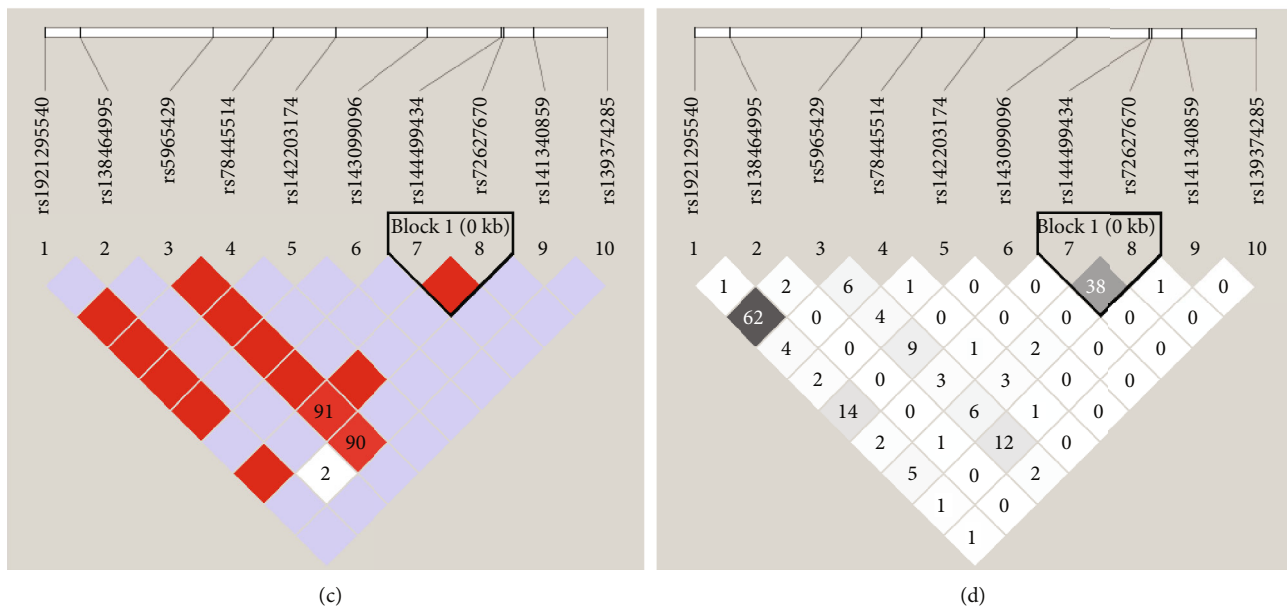 rs1921295540
rs138464995
rs5965429
rs78445514
rs142203174
rs143099096
rs144499434
rs72627670
rs141340859
rs139374285
Block 1 (0 kb)
1 2 3 4 5 6 7 8 9 10
91
90
2
(c)
rs1921295540
rs138464995
rs5965429
rs78445514
rs142203174
rs143099096
rs144499434
rs72627670
rs141340859
rs139374285
Block 1 (0 kb)
1 2 3 4 5 6 7 8 9 10
1 2 6 1 0 0 38 1 0
62 0 4 0 0 0 0 0
4 0 9 1 2 0 0
2 0 3 3 0 0
14 0 6 1 0
2 1 12 0
5 0 2
1 0
1
(d)